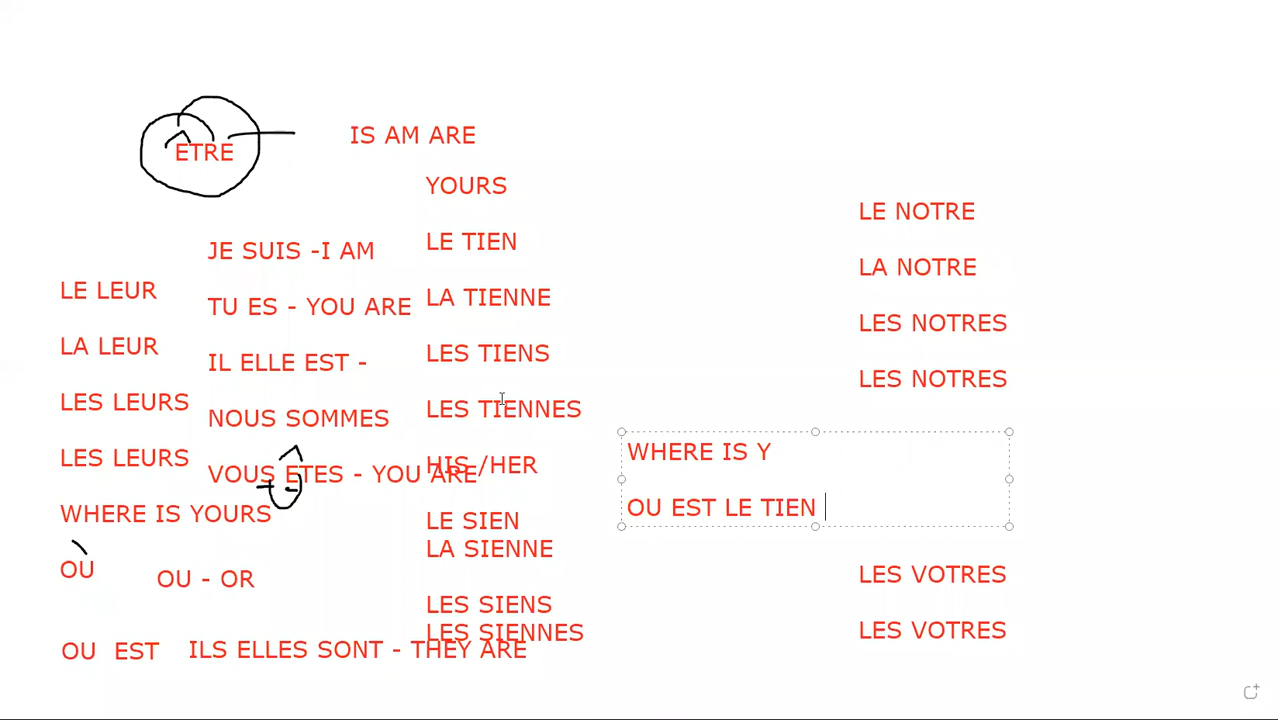 ETRE
IS AM ARE
JE SUIS -I AM
TU ES - YOU ARE
IL ELLE EST -
NOUS SOMMES
VOUS ETES - YOU ARE
ILS ELLES SONT - THEY ARE
LE LEUR
LA LEUR
LES LEURS
LES LEURS
WHERE IS YOURS
OÙ
OU - OR
OU EST
YOURS
LE TIEN
LA TIENNE
LES TIENS
LES TIENNES
HIS /HER
LE SIEN
LA SIENNE
LES SIENS
LES SIENNES
WHERE IS Y
OU EST LE TIEN
LE NOTRE
LA NOTRE
LES NOTRES
LES NOTRES
LES VOTRES
LES VOTRES